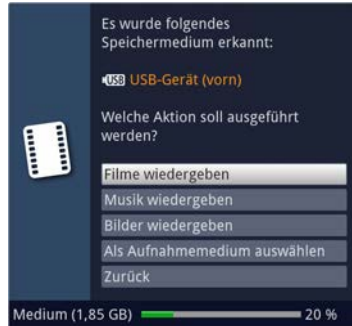 Es wurde folgendes
Speichermedium erkannt:
USB USB-Gerät (vorn)
Welche Aktion soll ausgeführt
werden?
Filme wiedergeben
Musik wiedergeben
Bilder wiedergeben
Als Aufnahmemedium auswählen
Zurück
Medium (1,85 GB) 20 %